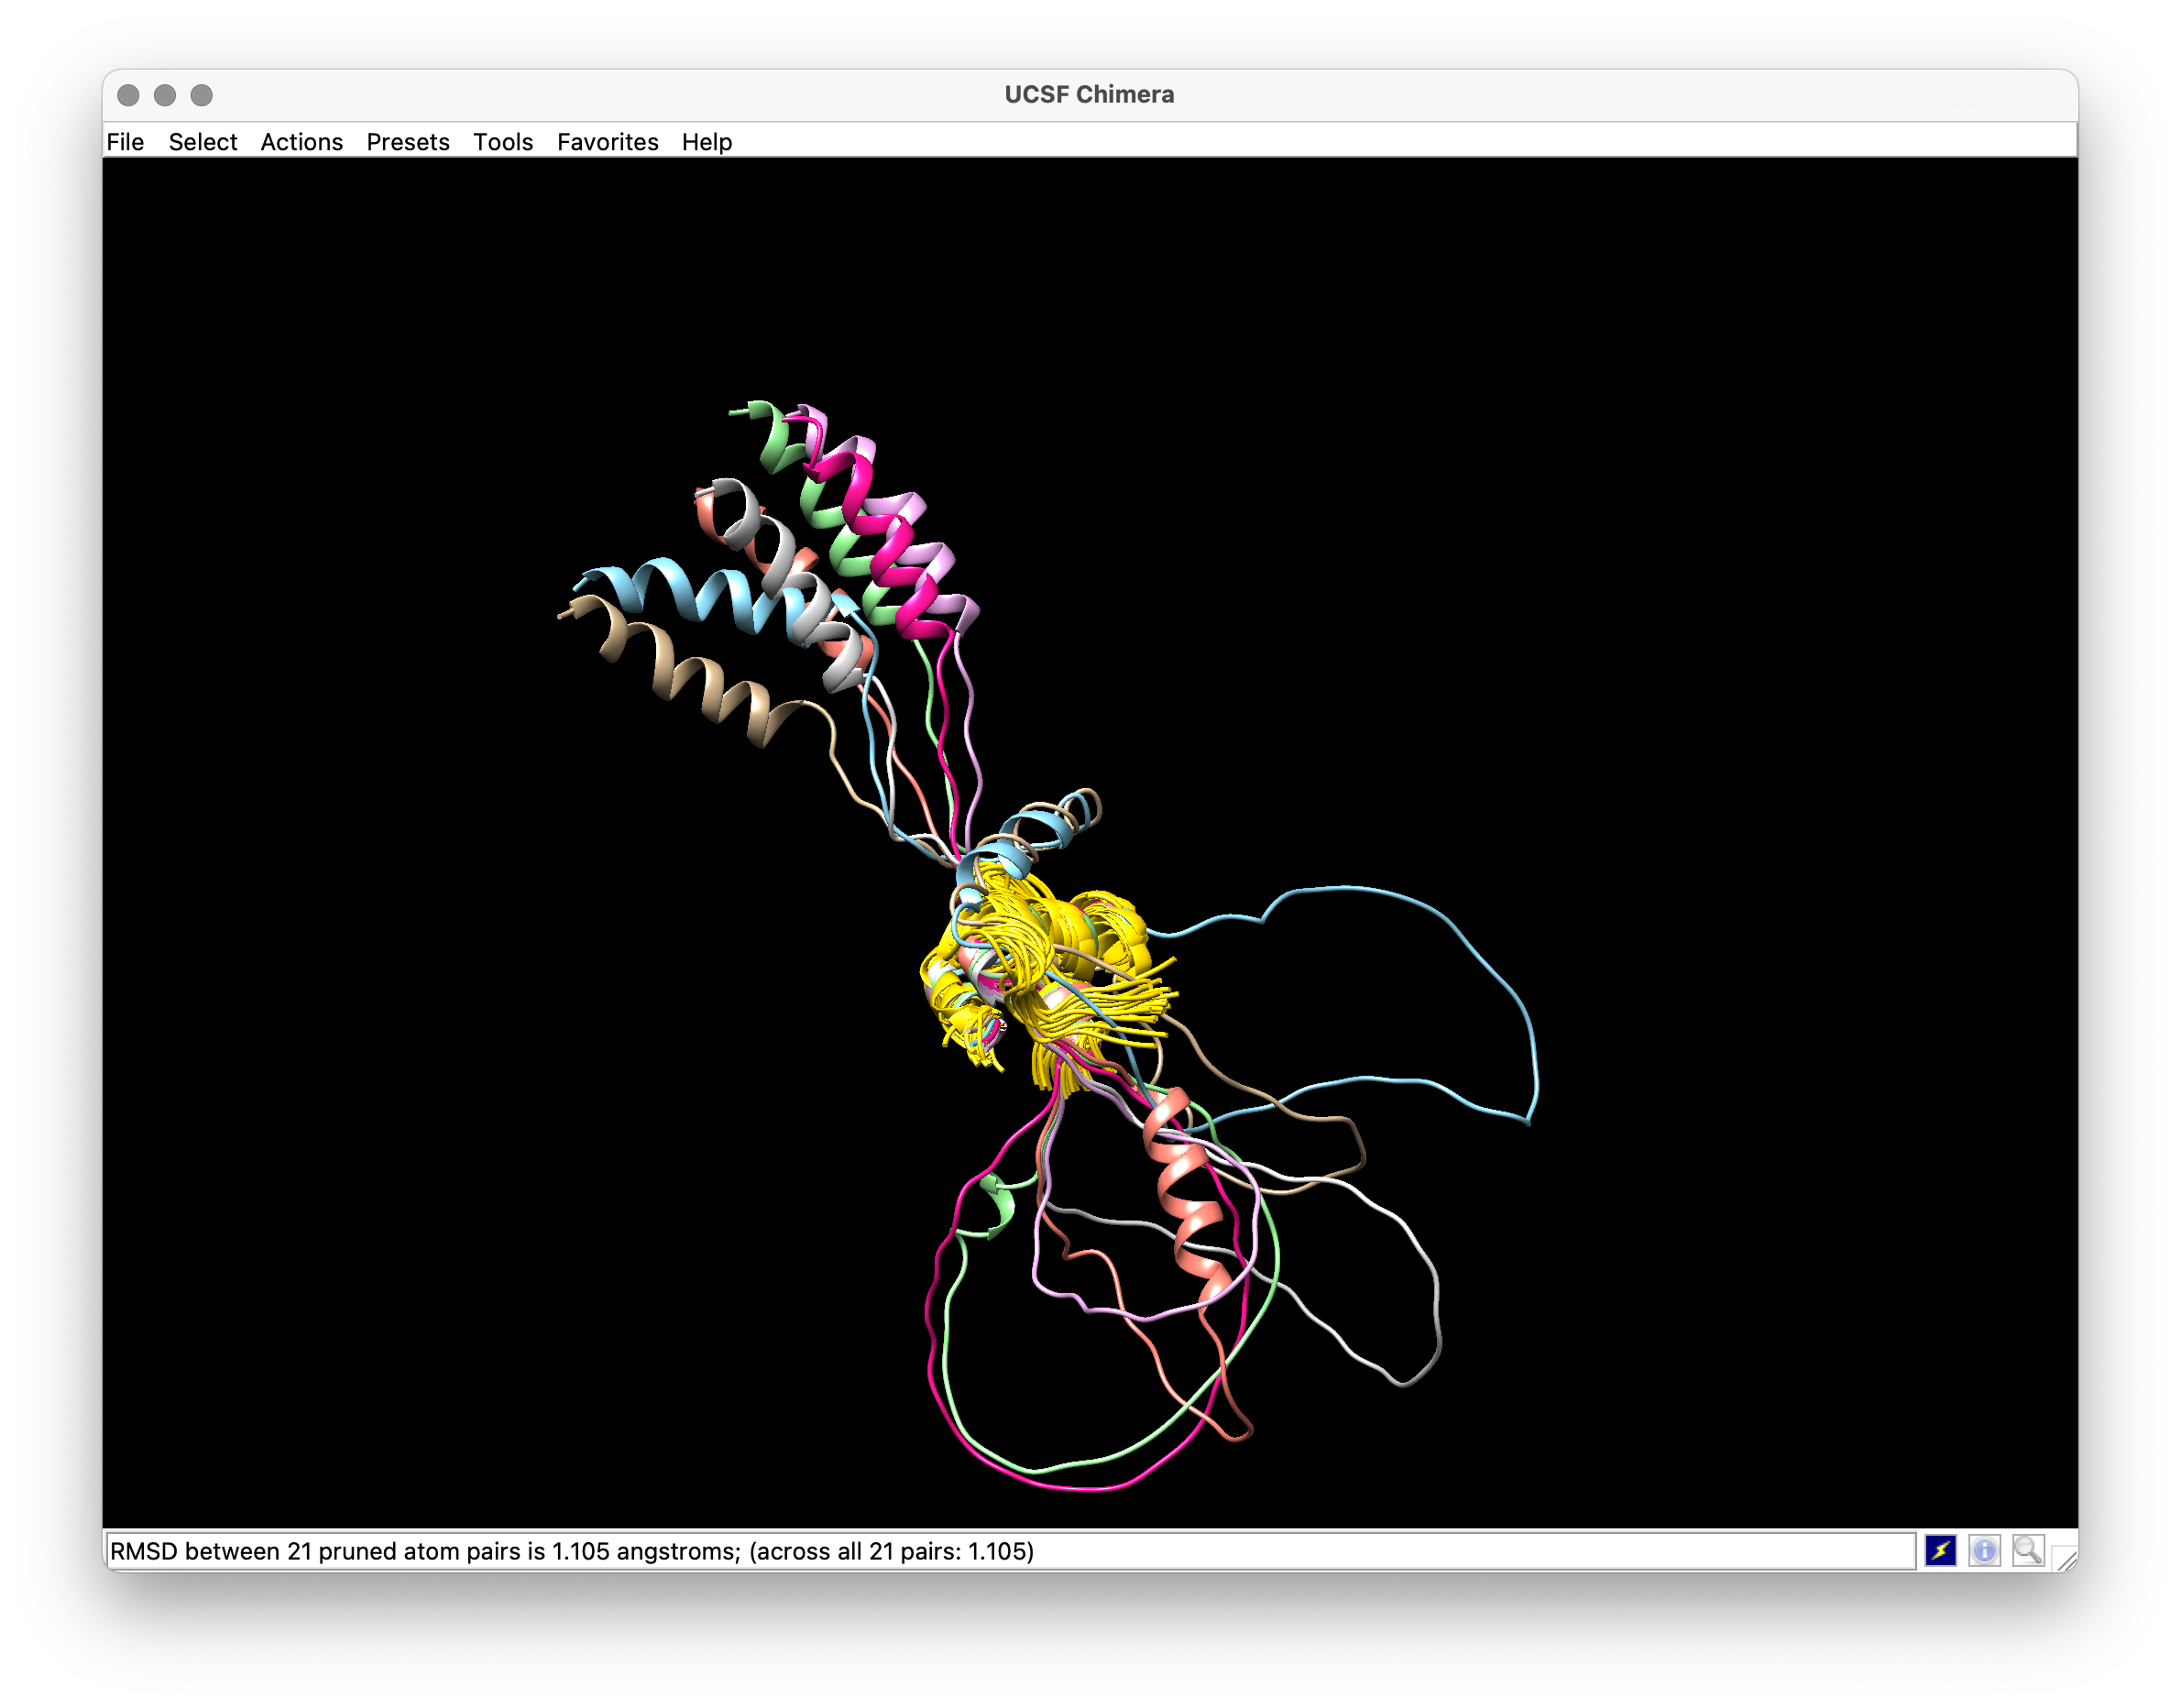 UCSF Chimera
File Select Actions Presets Tools Favorites Help
RMSD between 21 pruned atom pairs is 1.105 angstroms; (across all 21 pairs: 1.105)